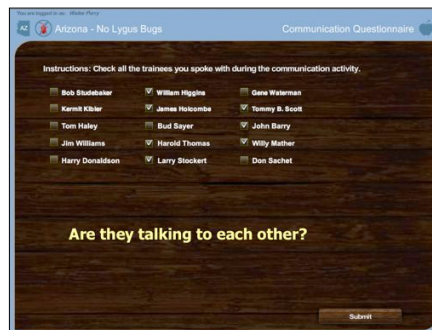 You are logged in as: Walter Perry
AZ Arizona - No Lygus Bugs Communication Questionnaire
Instructions: Check all the trainees you spoke with during the communication activity.
Bob Studebaker William Higgins Gene Waterman
Kermit Kibler James Holcombe Tommy B. Scott
Tom Haley Bud Sayer John Barry
Jim Williams Harold Thomas Willy Mather
Harry Donaldson Larry Stockert Don Sachet
Are they talking to each other?
Submit